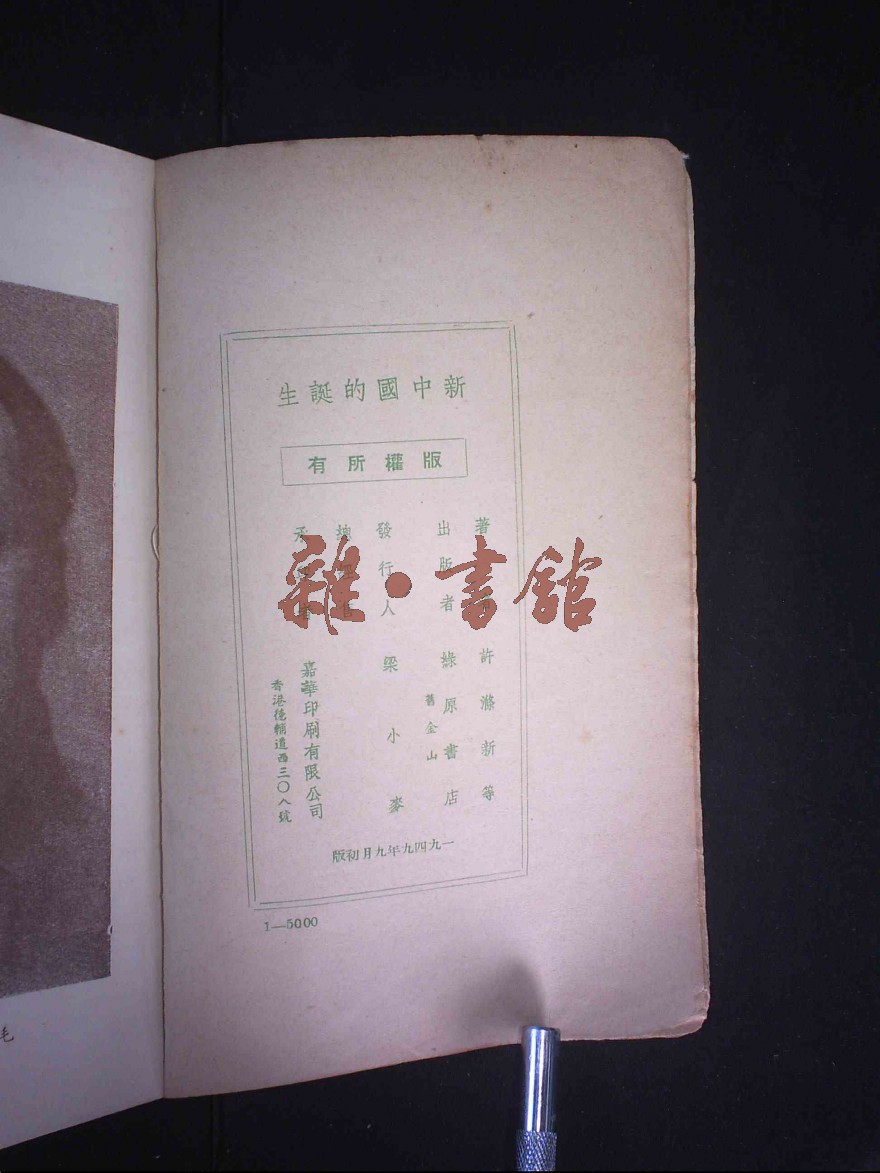 新中國的誕生
版權所有
著 許滌新等
出版者 綠原書店
舊金山
發行人 梁小麥
總
承 嘉華印刷有限公司
香港德輔道西三〇八號
一九四九年九月初版
1—5000
雜·書館
毛